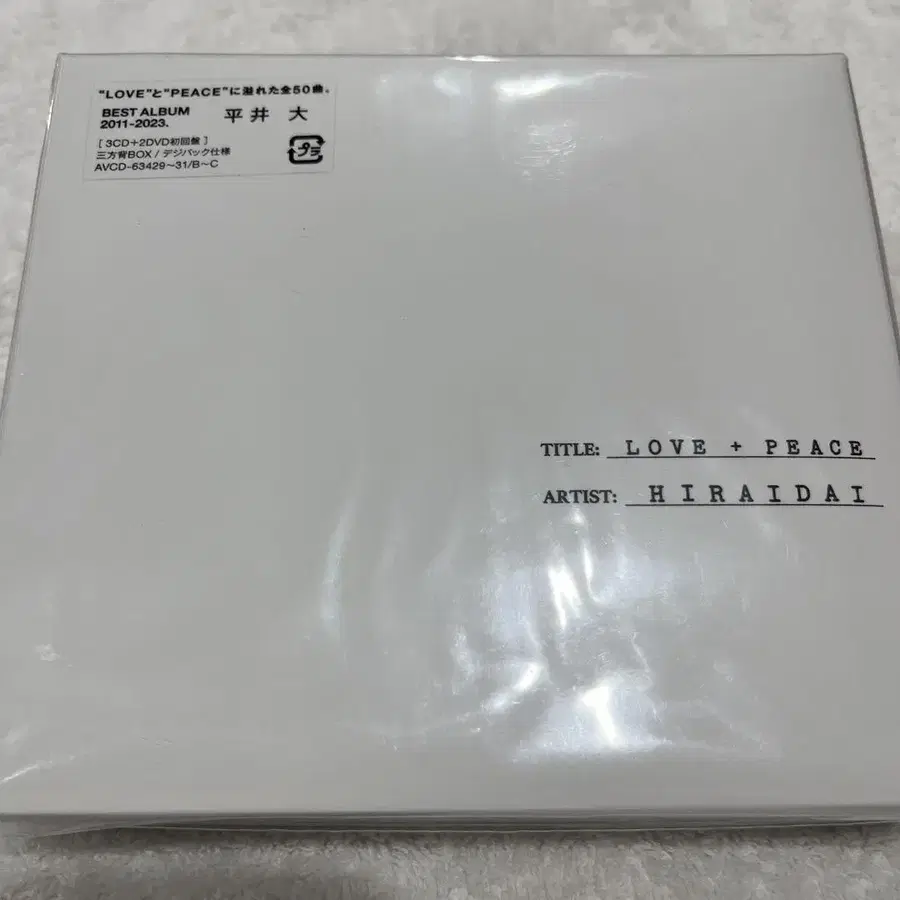 “LOVE”と“PEACE”に溢れた全50曲。
BEST ALBUM
2011-2023.
平井 大
[ 3CD+2DVD初回盤 ]
三方背BOX / デジパック仕様
AVCD-63429~31/B~C
プラ
TITLE: LOVE + PEACE
ARTIST: HIRAIDAI